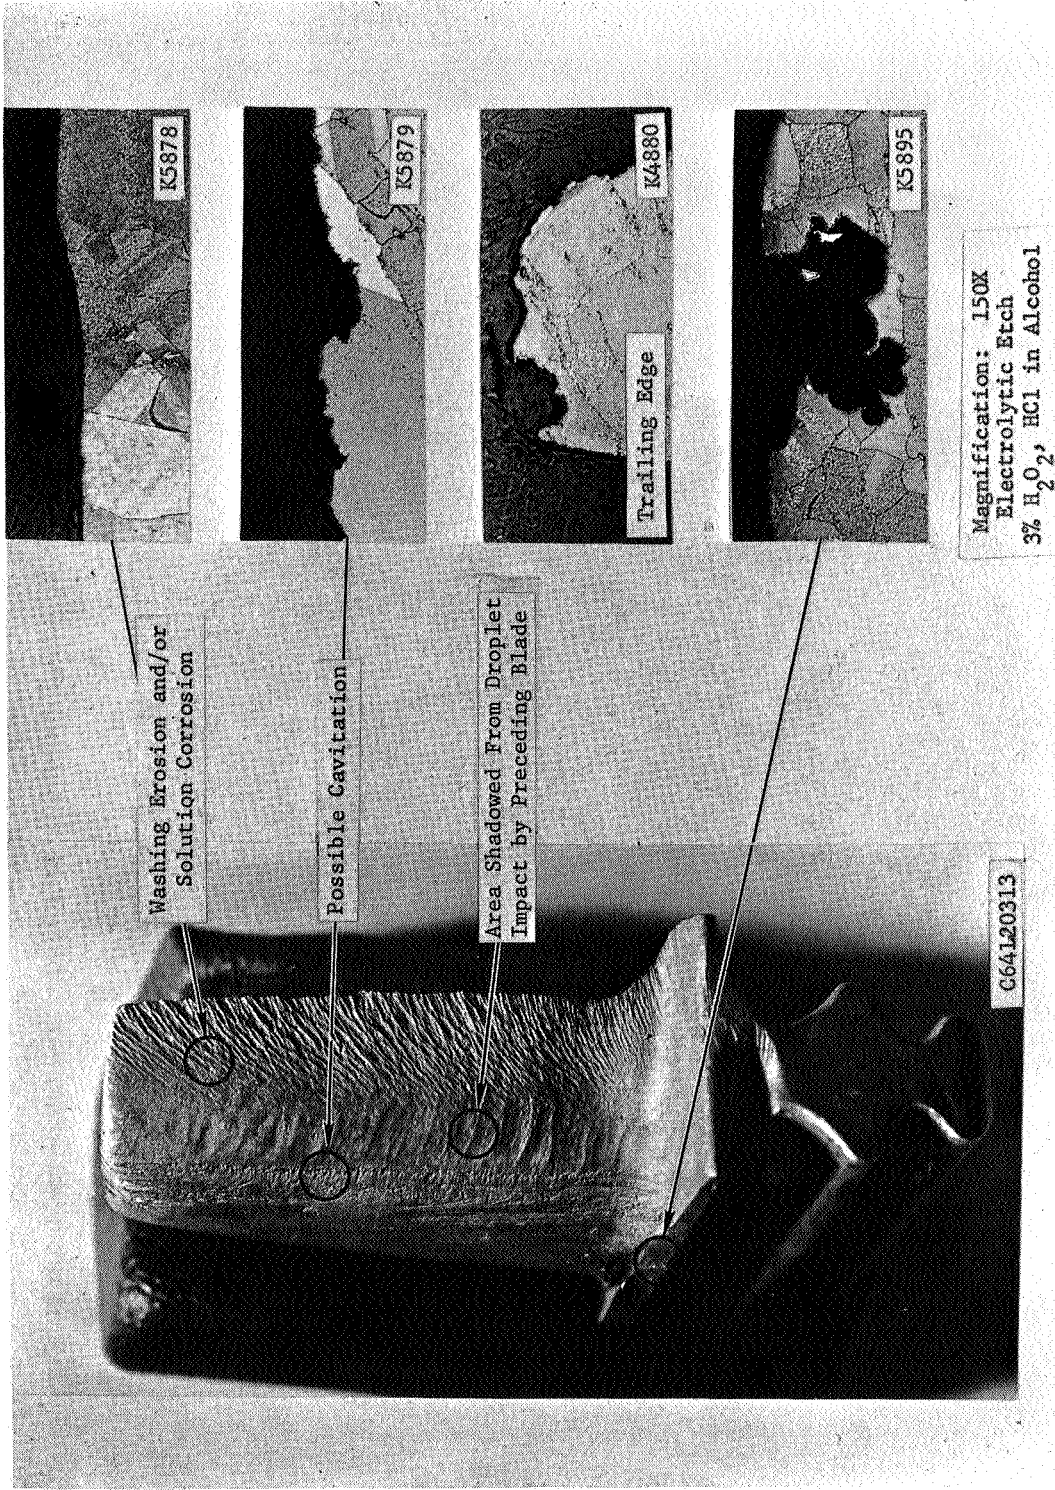 K5878
K5879
K4880
Trailing Edge
K5895
Magnification: 150X
Electrolytic Etch
3% H₂O₂, HCl in Alcohol
Washing Erosion and/or
Solution Corrosion
Possible Cavitation
Area Shadowed From Droplet
Impact by Preceding Blade
C64120313